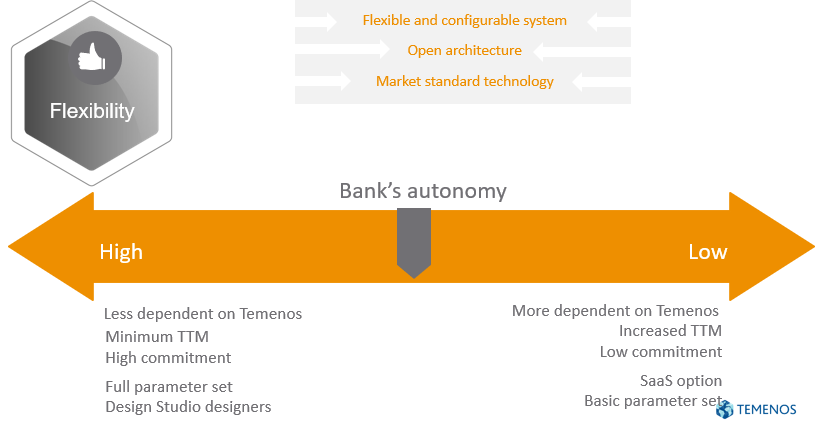 Flexibility
Flexible and configurable system
Open architecture
Market standard technology
Bank's autonomy
High
Low
Less dependent on Temenos
Minimum TTM
High commitment
Full parameter set
Design Studio designers
More dependent on Temenos
Increased TTM
Low commitment
SaaS option
Basic parameter set
TEMENOS